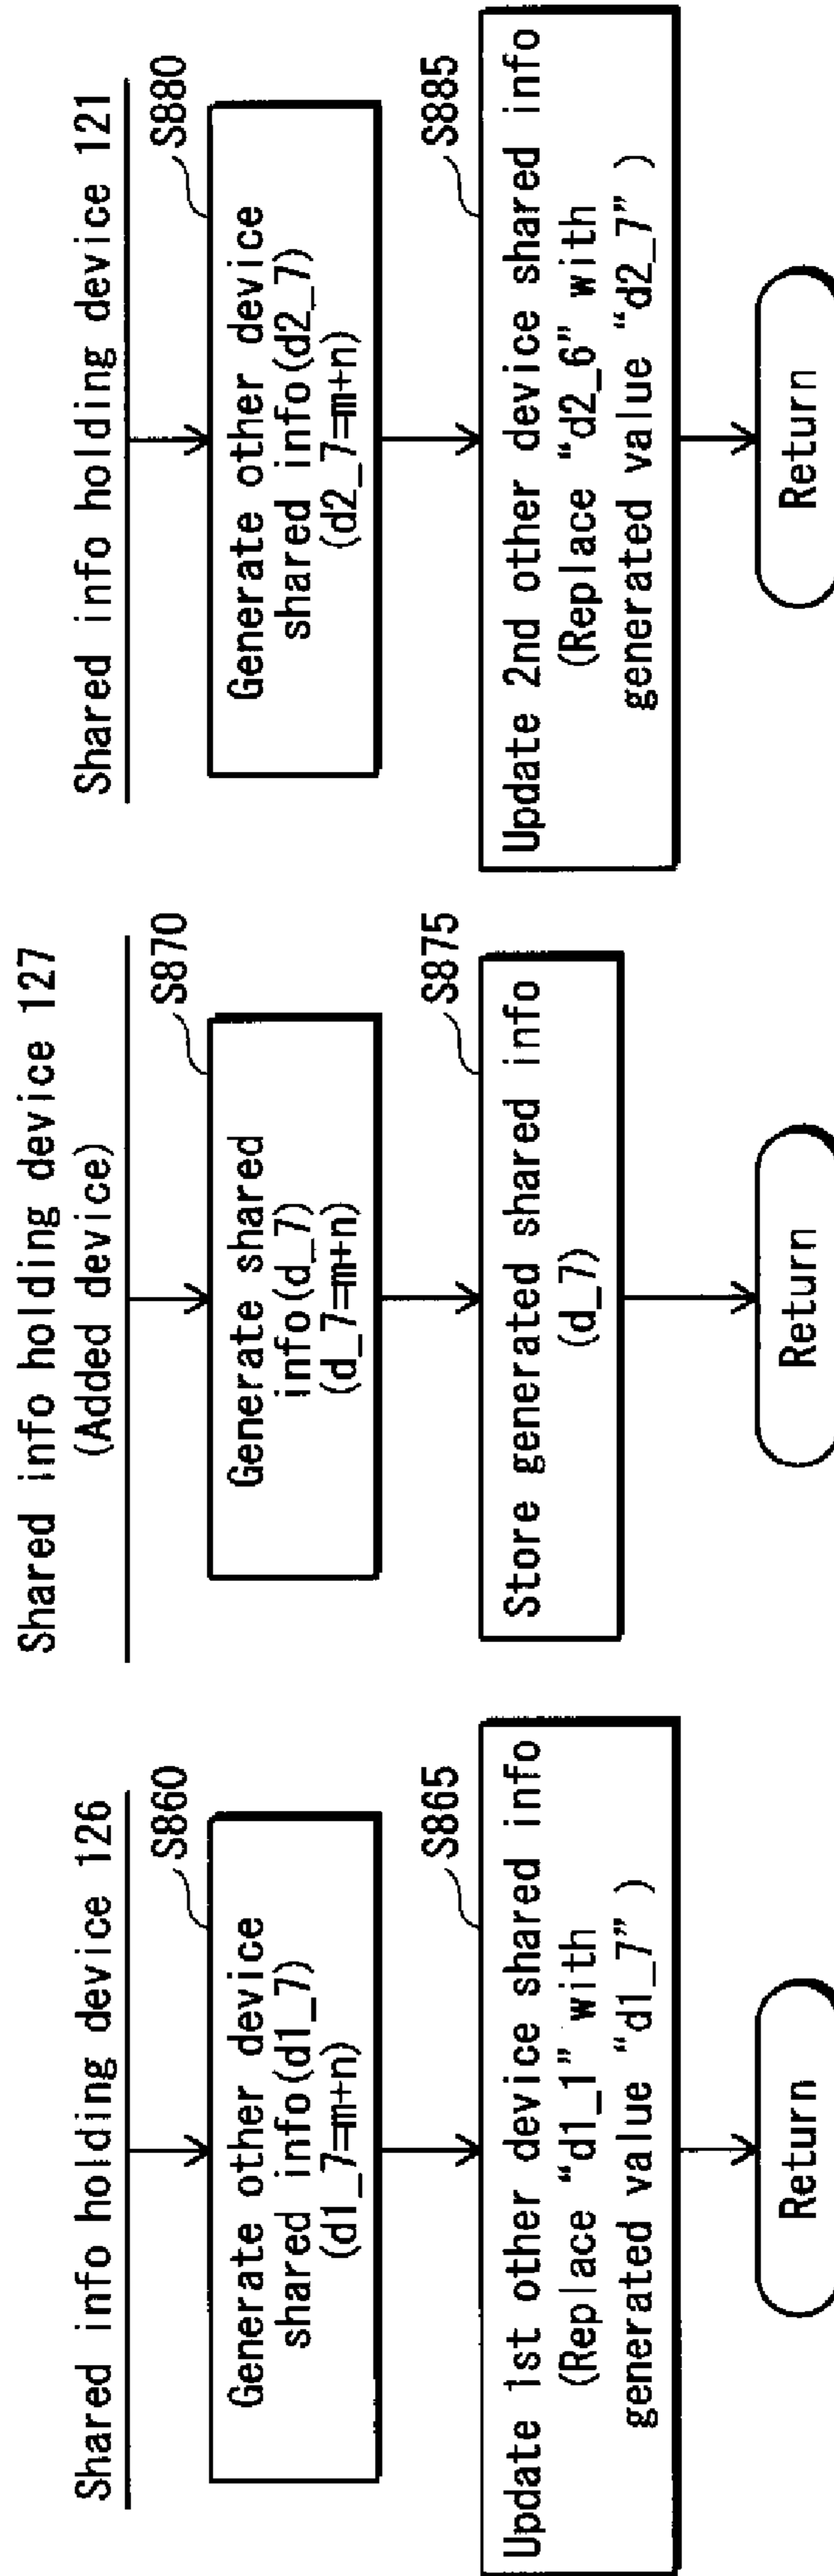 Shared info holding device 126
S860
Generate other device
shared info(d1_7)
(d1_7=m+n)
S865
Update 1st other device shared info
(Replace “d1_1” with
generated value “d1_7” )
Return
Shared info holding device 127
(Added device)
S870
Generate shared
info(d_7)
(d_7=m+n)
S875
Store generated shared info
(d_7)
Return
Shared info holding device 121
S880
Generate other device
shared info(d2_7)
(d2_7=m+n)
S885
Update 2nd other device shared info
(Replace “d2_6” with
generated value “d2_7” )
Return